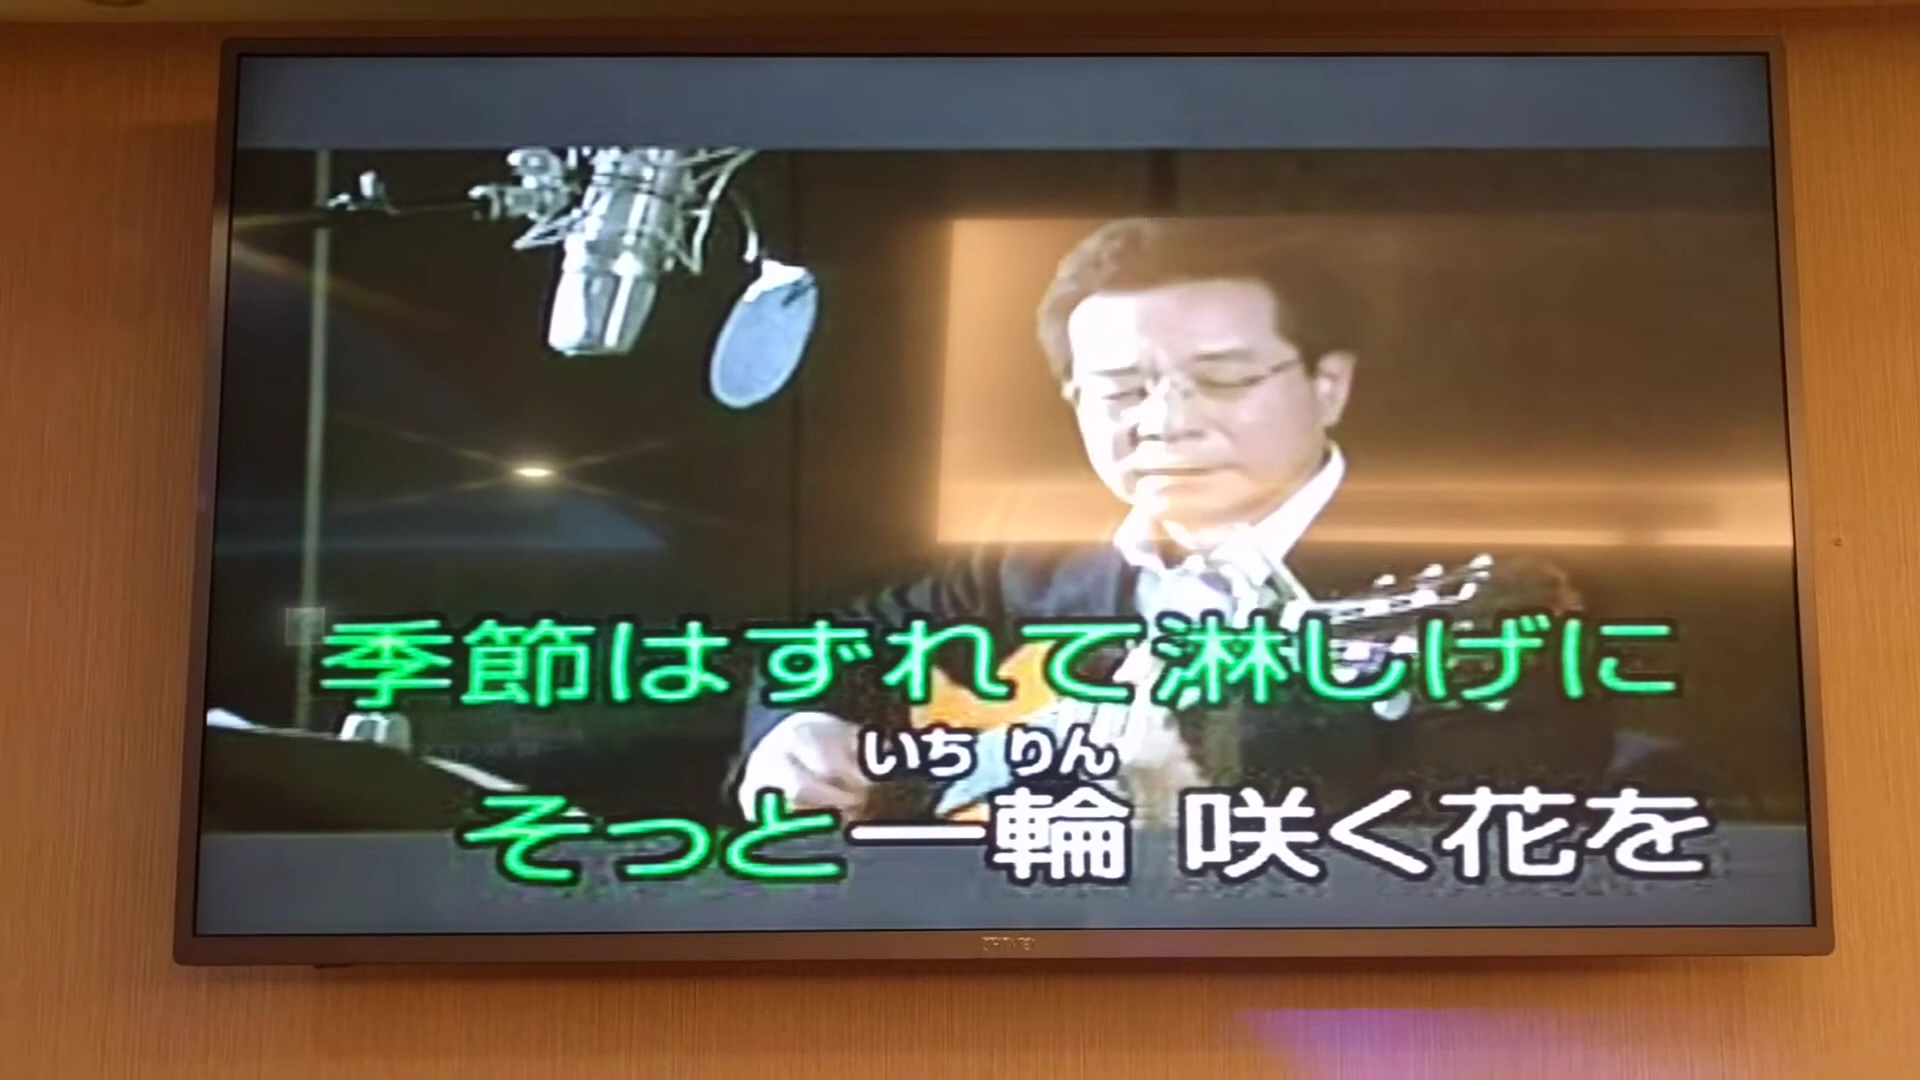 季節はずれて淋しげに
いち りん
そっと一輪 咲く花を